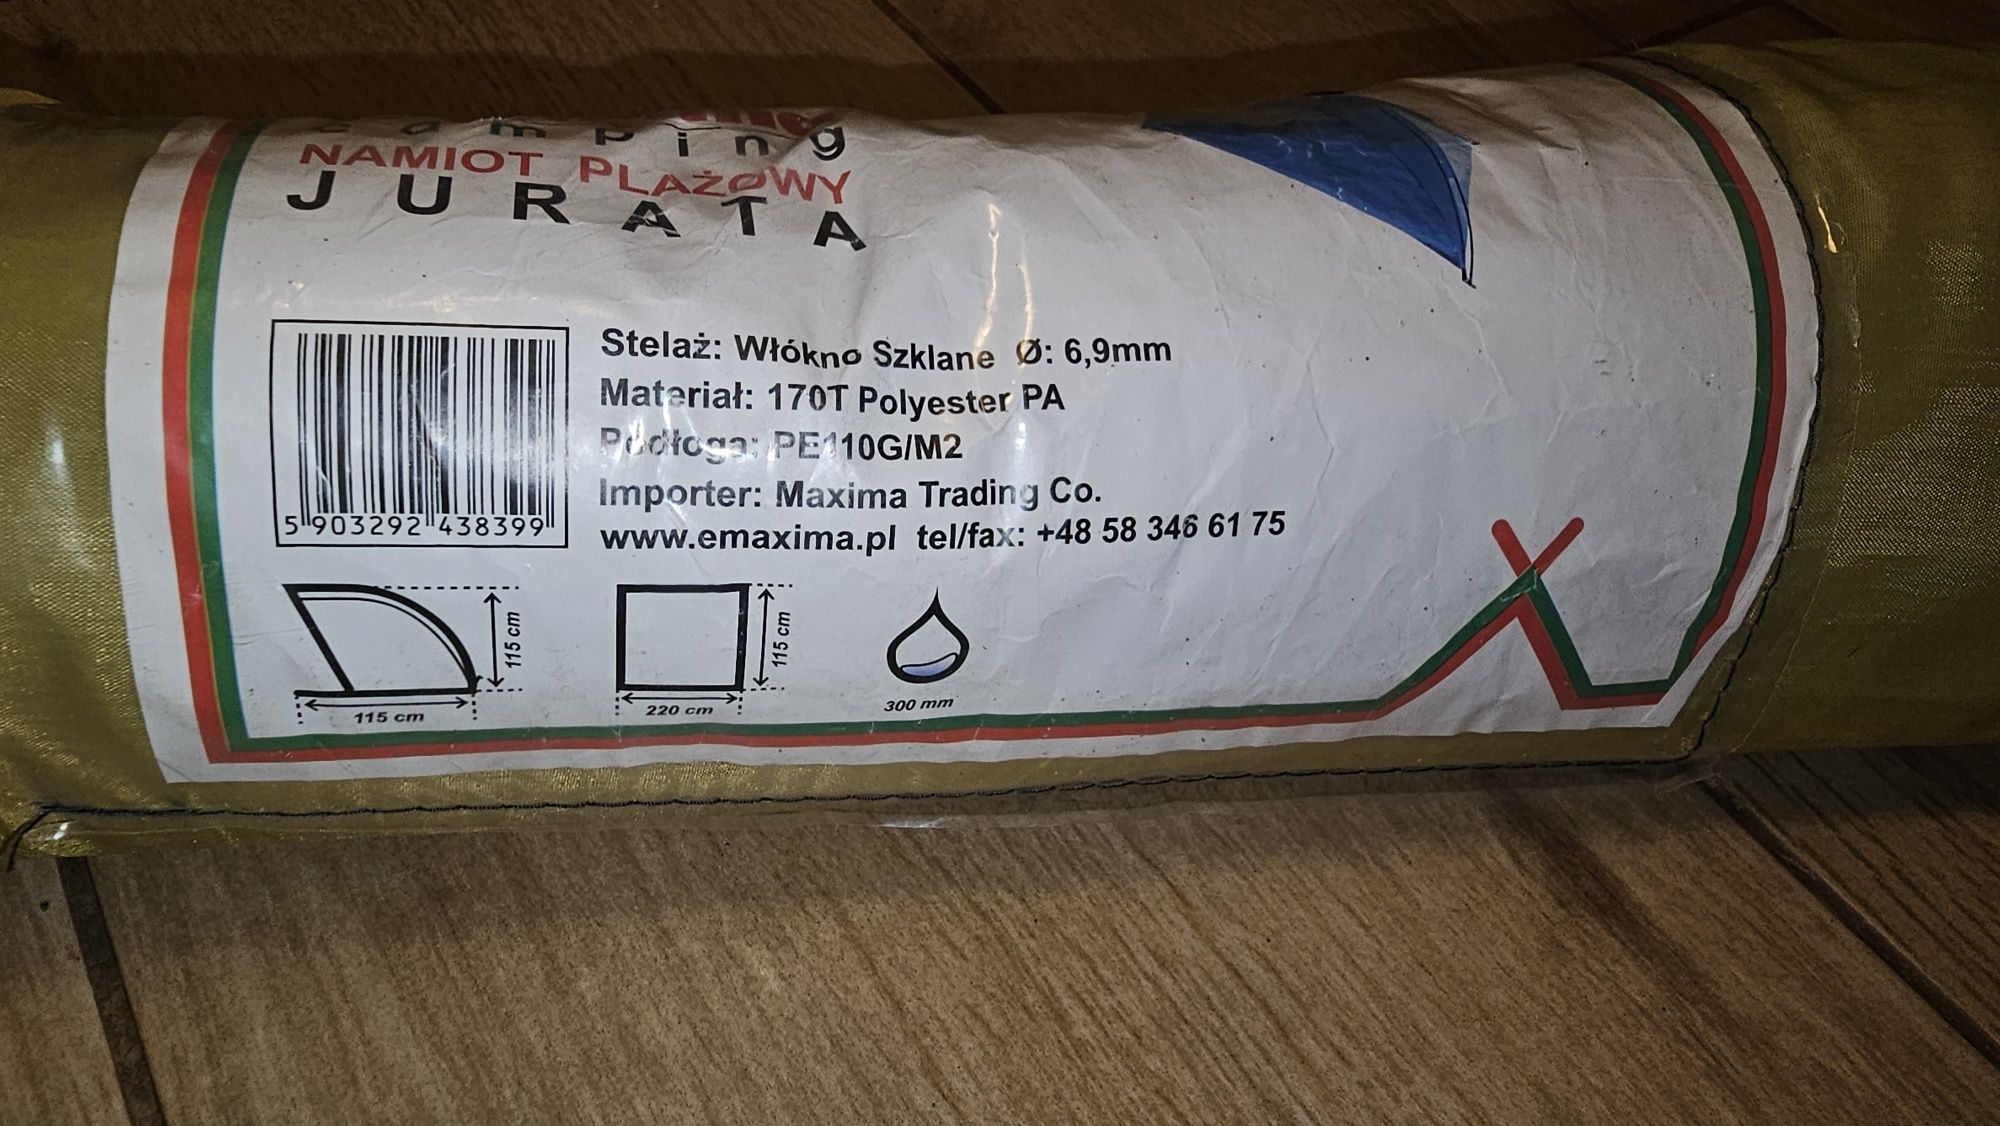 camping
NAMIOT PLAŻOWY
JURATA
Stelaż: Włókno Szklane Ø: 6,9mm
Materiał: 170T Polyester PA
Podłoga: PE110G/M2
Importer: Maxima Trading Co.
www.emaxima.pl tel/fax: +48 58 346 61 75
5 903292 438399
115 cm
115 cm
115 cm
220 cm
300 mm